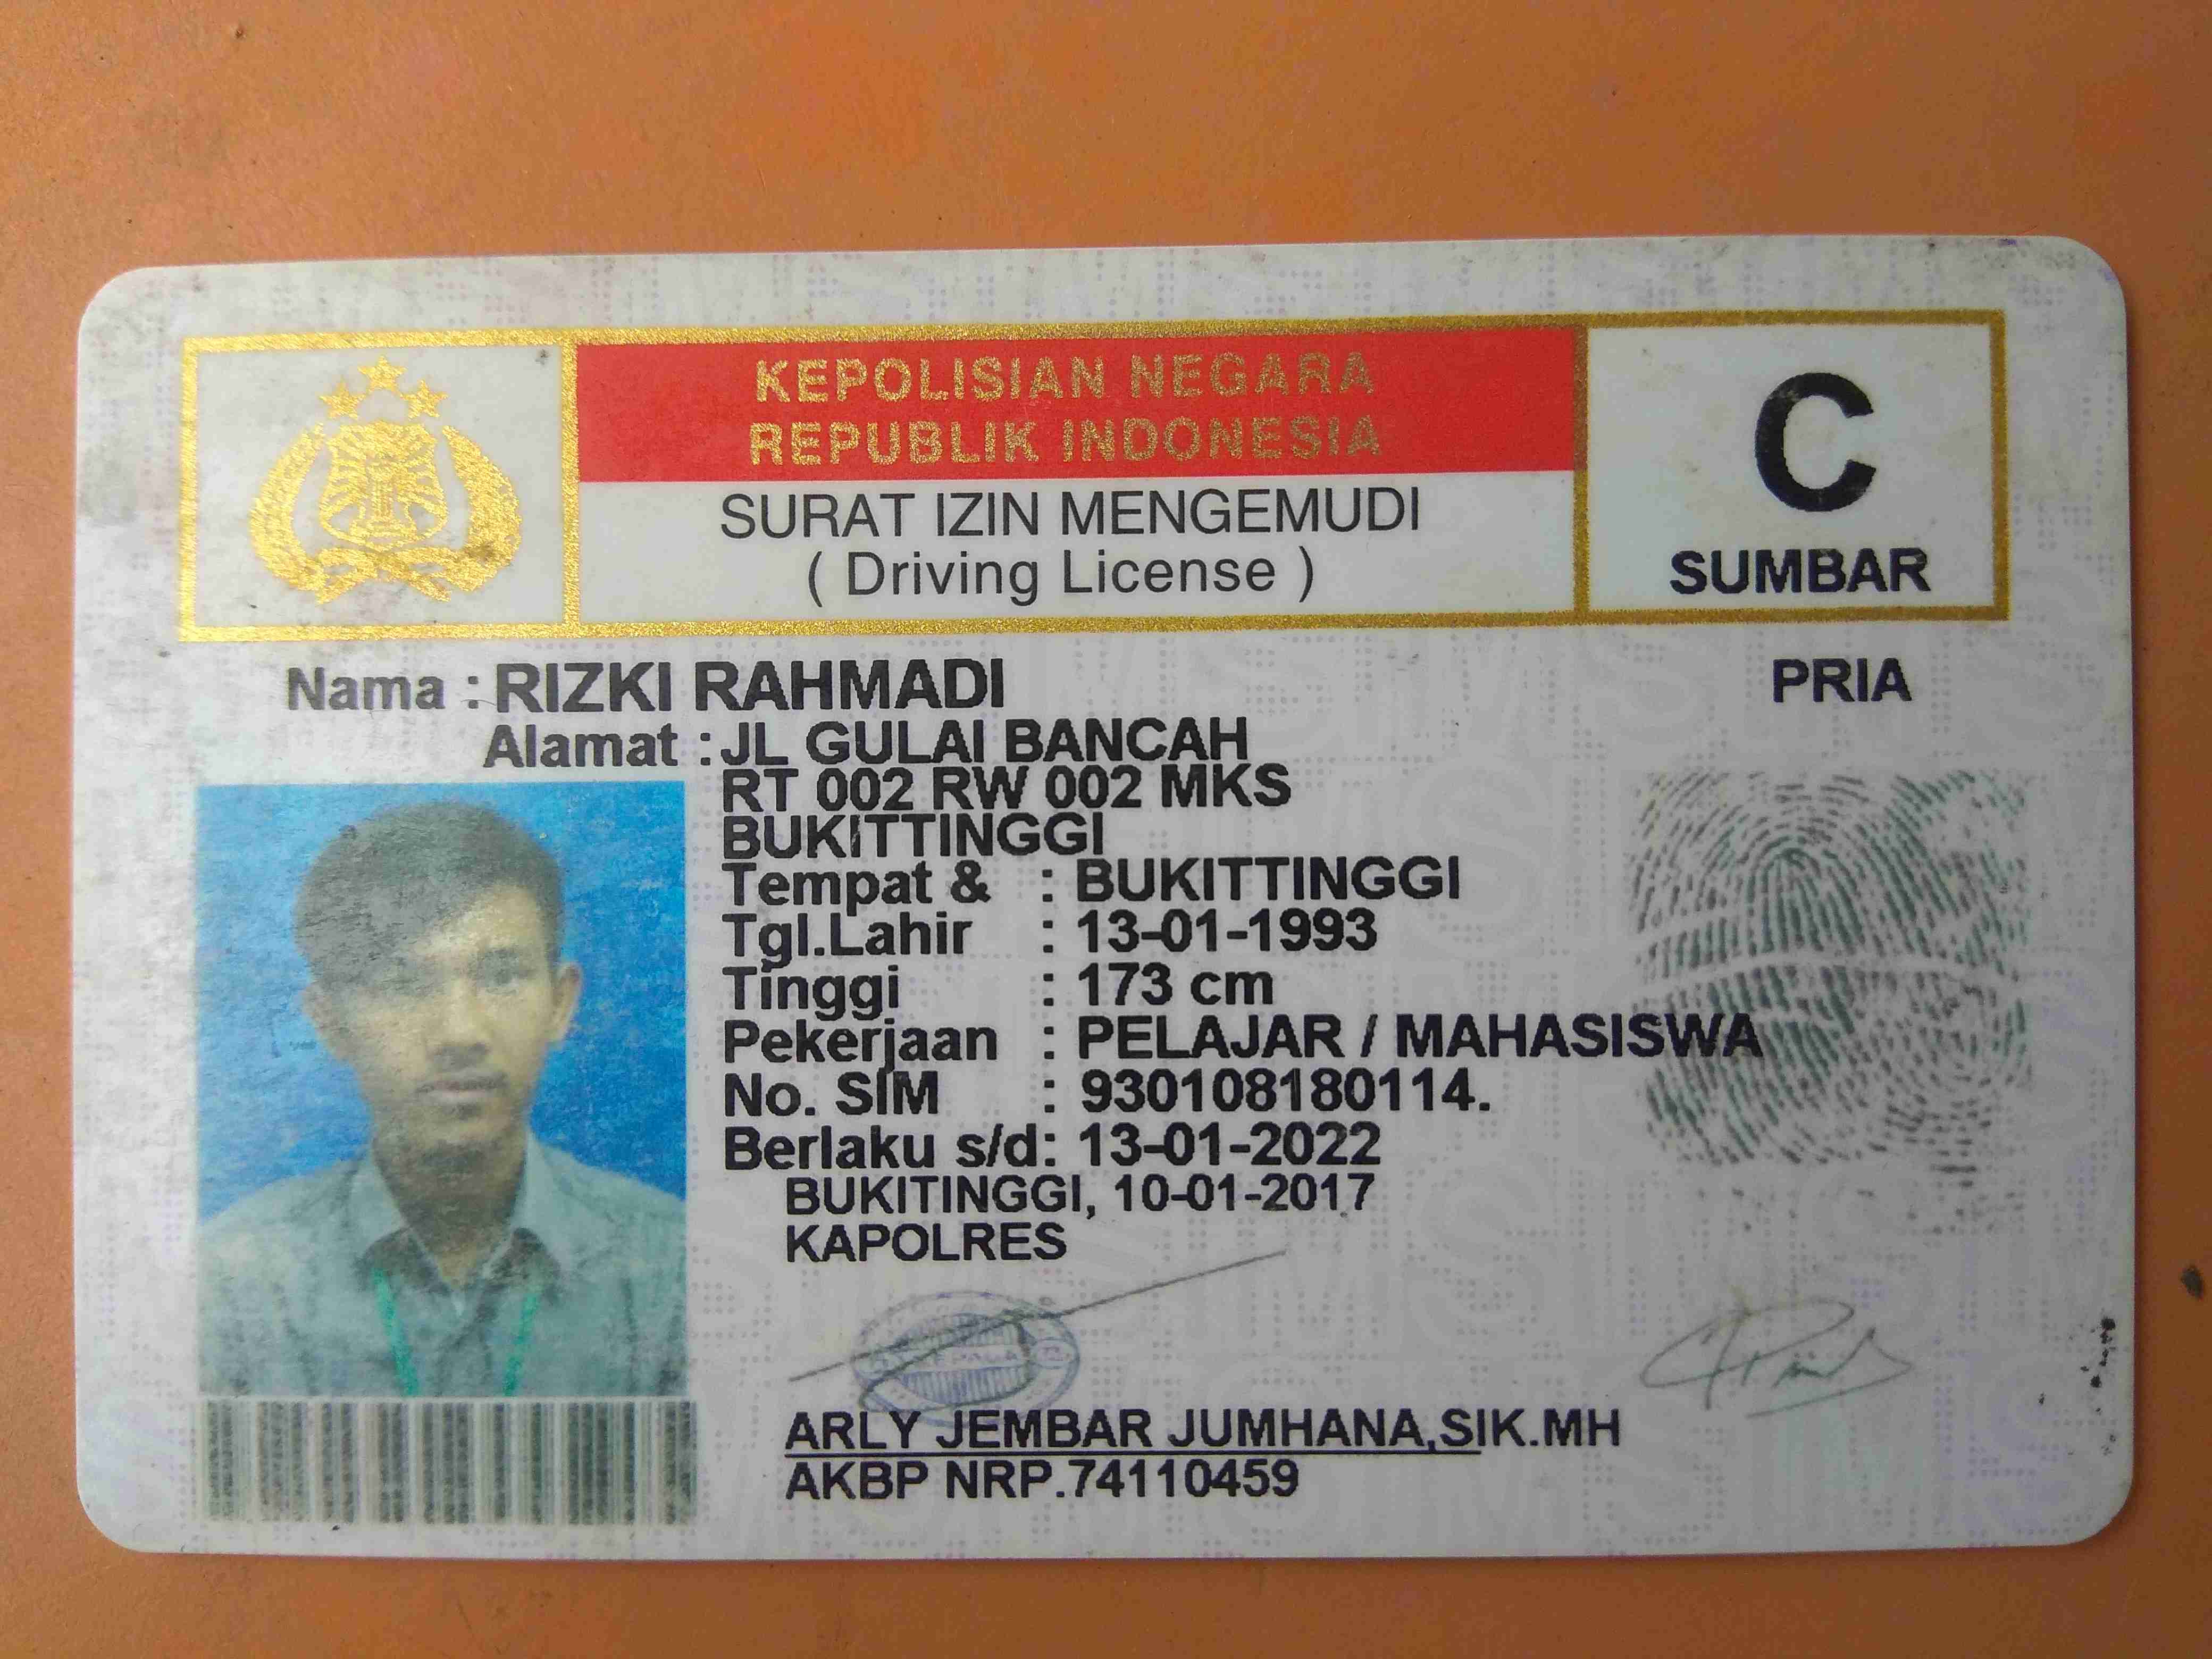 KEPOLISIAN NEGARA
REPUBLIK INDONESIA
SURAT IZIN MENGEMUDI
( Driving License )
C
SUMBAR
Nama : RIZKI RAHMADI
PRIA
Alamat : JL GULAI BANCAH
RT 002 RW 002 MKS
BUKITTINGGI
Tempat & : BUKITTINGGI
Tgl.Lahir : 13-01-1993
Tinggi : 173 cm
Pekerjaan : PELAJAR / MAHASISWA
No. SIM : 930108180114.
Berlaku s/d: 13-01-2022
BUKITINGGI, 10-01-2017
KAPOLRES
ARLY JEMBAR JUMHANA,SIK.MH
AKBP NRP.74110459